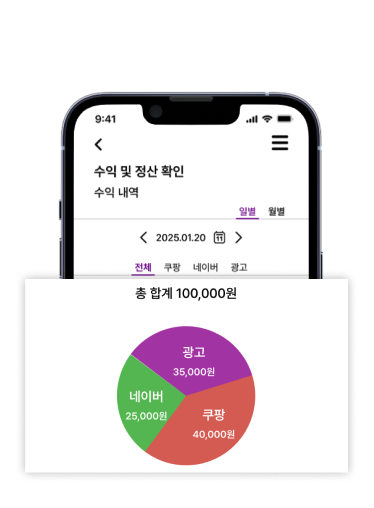 9:41
수익 및 정산 확인
수익 내역
일별 월별
2025.01.20
전체 쿠팡 네이버 광고
총 합계 100,000원
광고
35,000원
네이버
25,000원
쿠팡
40,000원